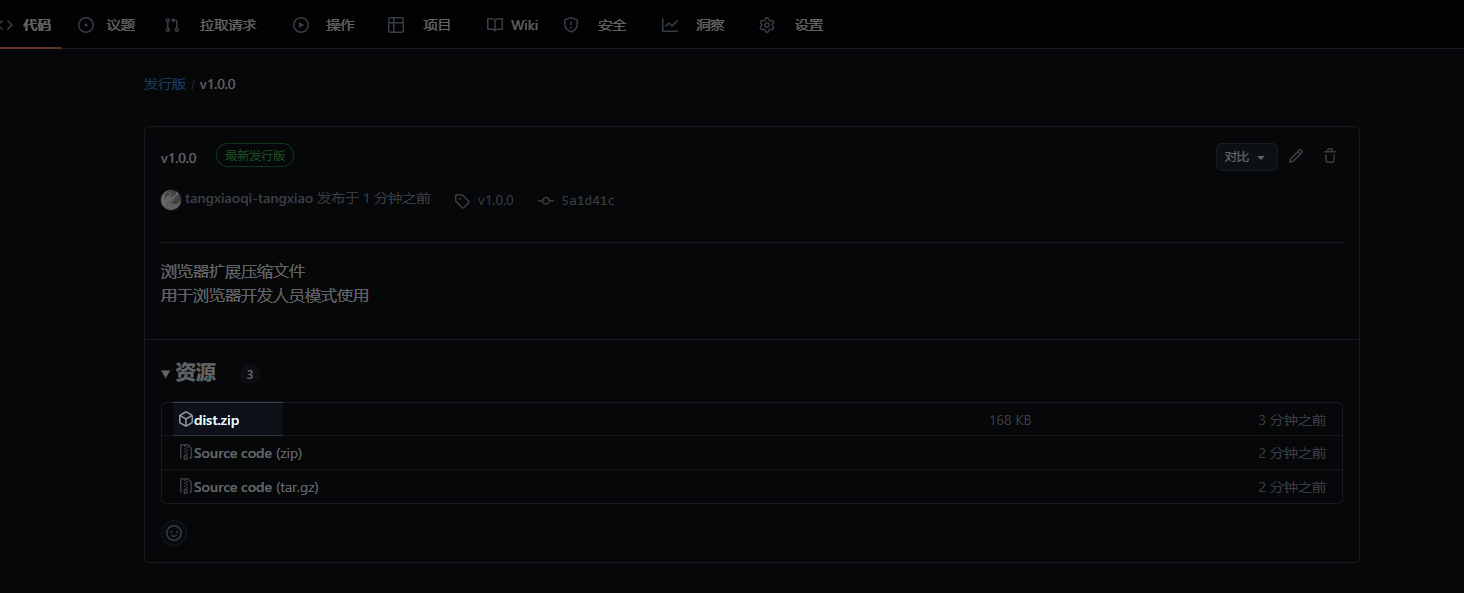 代码 议题 拉取请求 操作 项目 Wiki 安全 洞察 设置
发行版 / v1.0.0
v1.0.0 最新发行版 对比
tangxiaoqi-tangxiao 发布于 1 分钟之前 v1.0.0 5a1d41c
浏览器扩展压缩文件
用于浏览器开发人员模式使用
资源 3
dist.zip 168 KB 3 分钟之前
Source code (zip) 2 分钟之前
Source code (tar.gz) 2 分钟之前